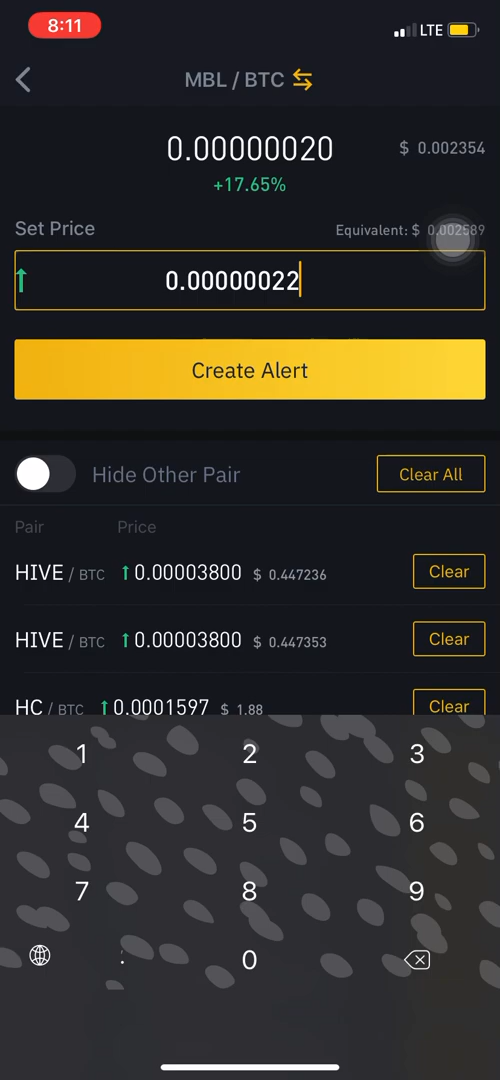 8:11 LTE
MBL / BTC
0.00000020 $ 0.002354
+17.65%
Set Price Equivalent: $ 0.002589
0.00000022
Create Alert
Hide Other Pair Clear All
Pair Price
HIVE / BTC 0.00003800 $ 0.447236 Clear
HIVE / BTC 0.00003800 $ 0.447353 Clear
HC / BTC 0.0001597 $ 1.88 Clear
1 2 3
4 5 6
7 8 9
. 0